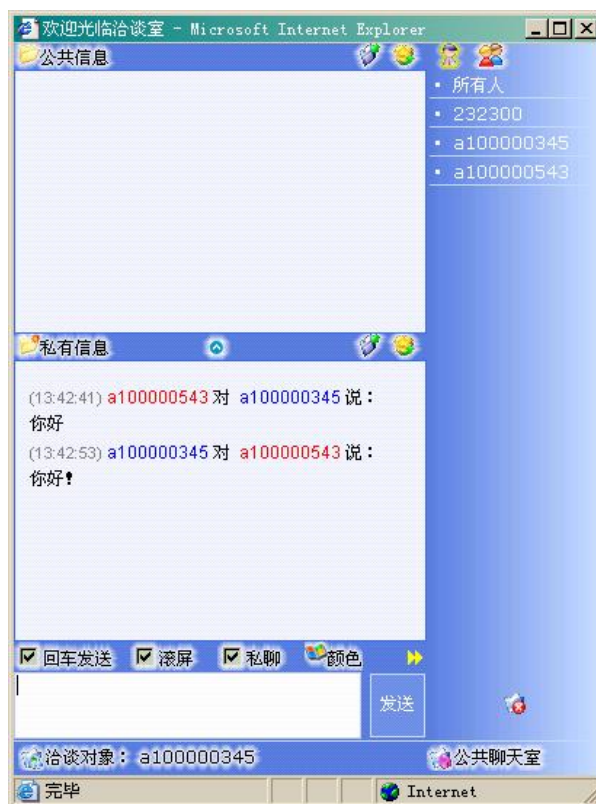 欢迎光临洽谈室 - Microsoft Internet Explorer
公共信息
所有人
232300
a100000345
a100000543
私有信息
(13:42:41) a100000543 对 a100000345 说：
你好
(13:42:53) a100000345 对 a100000543 说：
你好！
回车发送 滚屏 私聊 颜色
发送
洽谈对象：a100000345 公共聊天室
完毕 Internet